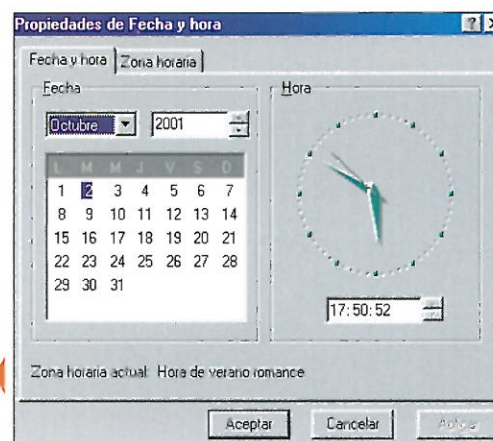 Propiedades de Fecha y hora
Fecha y hora
Zona horaria
Fecha
Octubre
2001
L M M J V S D
1 2 3 4 5 6 7
8 9 10 11 12 13 14
15 16 17 18 19 20 21
22 23 24 25 26 27 28
29 30 31
Hora
17:50:52
Zona horaria actual: Hora de verano romance
Aceptar
Cancelar
Aplicar